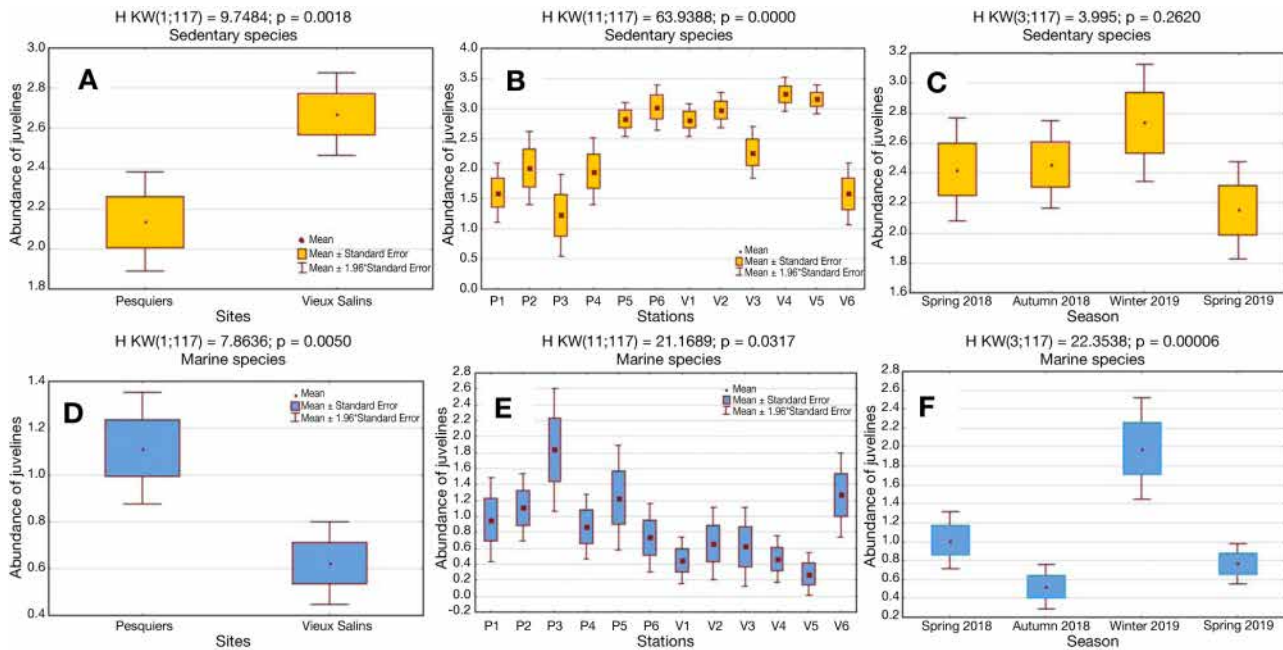 H KW(1;117) = 9.7484; p = 0.0018
Sedentary species
A
Abundance of juvelines
3.0
2.8
2.6
2.4
2.2
2.0
1.8
Mean
Mean ± Standard Error
Mean ± 1.96*Standard Error
Pesquiers
Vieux Salins
Sites
H KW(11;117) = 63.9388; p = 0.0000
Sedentary species
B
Abundance of juvelines
4.0
3.5
3.0
2.5
2.0
1.5
1.0
0.5
0.0
Mean
Mean ± Standard Error
Mean ± 1.96*Standard Error
P1 P2 P3 P4 P5 P6 V1 V2 V3 V4 V5 V6
Stations
H KW(3;117) = 3.995; p = 0.2620
Sedentary species
C
Abundance of juvelines
3.2
3.0
2.8
2.6
2.4
2.2
2.0
1.8
1.6
Spring 2018 Autumn 2018 Winter 2019 Spring 2019
Season
H KW(1;117) = 7.8636; p = 0.0050
Marine species
D
Abundance of juvelines
1.4
1.2
1.0
0.8
0.6
0.4
Mean
Mean ± Standard Error
Mean ± 1.96*Standard Error
Pesquiers
Vieux Salins
Sites
H KW(11;117) = 21.1689; p = 0.0317
Marine species
E
Abundance of juvelines
2.8
2.6
2.4
2.2
2.0
1.8
1.6
1.4
1.2
1.0
0.8
0.6
0.4
0.2
0.0
-0.2
Mean
Mean ± Standard Error
Mean ± 1.96*Standard Error
P1 P2 P3 P4 P5 P6 V1 V2 V3 V4 V5 V6
Stations
H KW(3;117) = 22.3538; p = 0.00006
Marine species
F
Abundance of juvelines
2.8
2.6
2.4
2.2
2.0
1.8
1.6
1.4
1.2
1.0
0.8
0.6
0.4
0.2
Spring 2018 Autumn 2018 Winter 2019 Spring 2019
Season